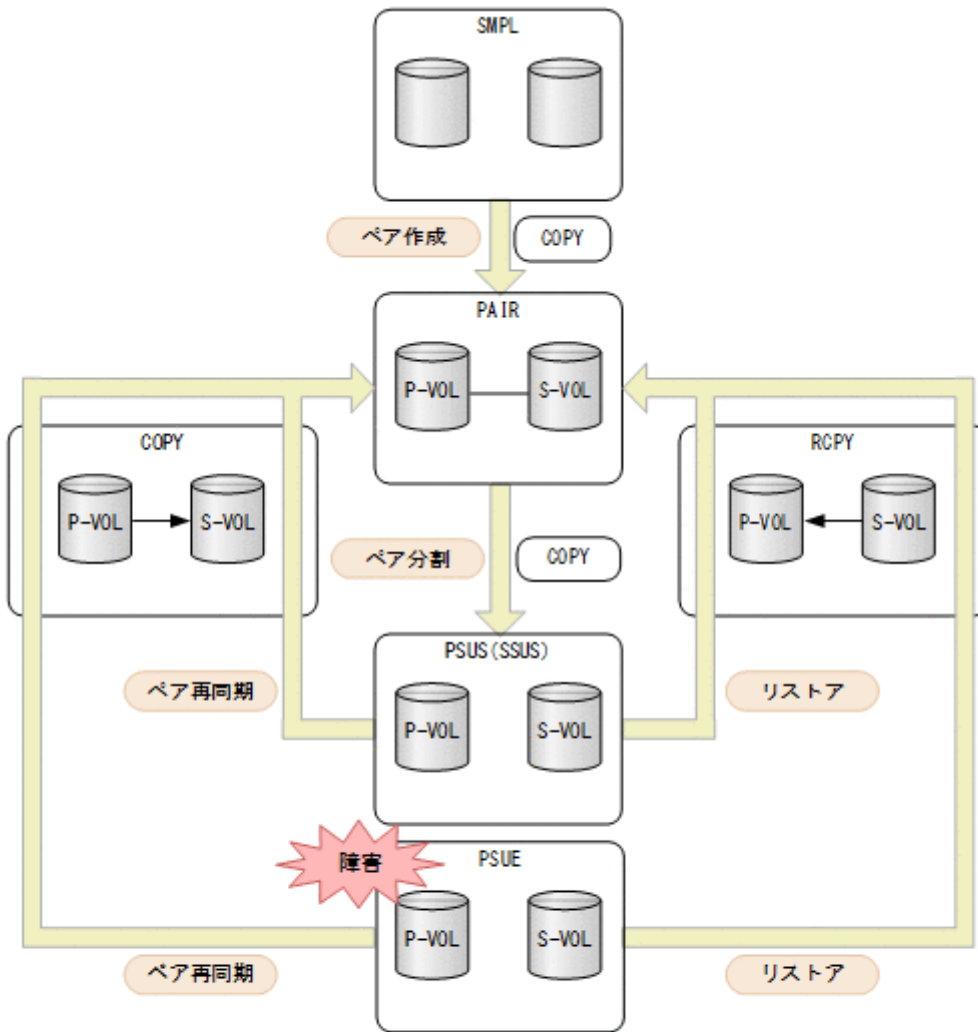 SMPL
ペア作成
COPY
PAIR
P-VOL
S-VOL
COPY
P-VOL
S-VOL
RCPY
P-VOL
S-VOL
ペア分割
COPY
PSUS(SSUS)
P-VOL
S-VOL
ペア再同期
リストア
障害
PSUE
P-VOL
S-VOL
ペア再同期
リストア